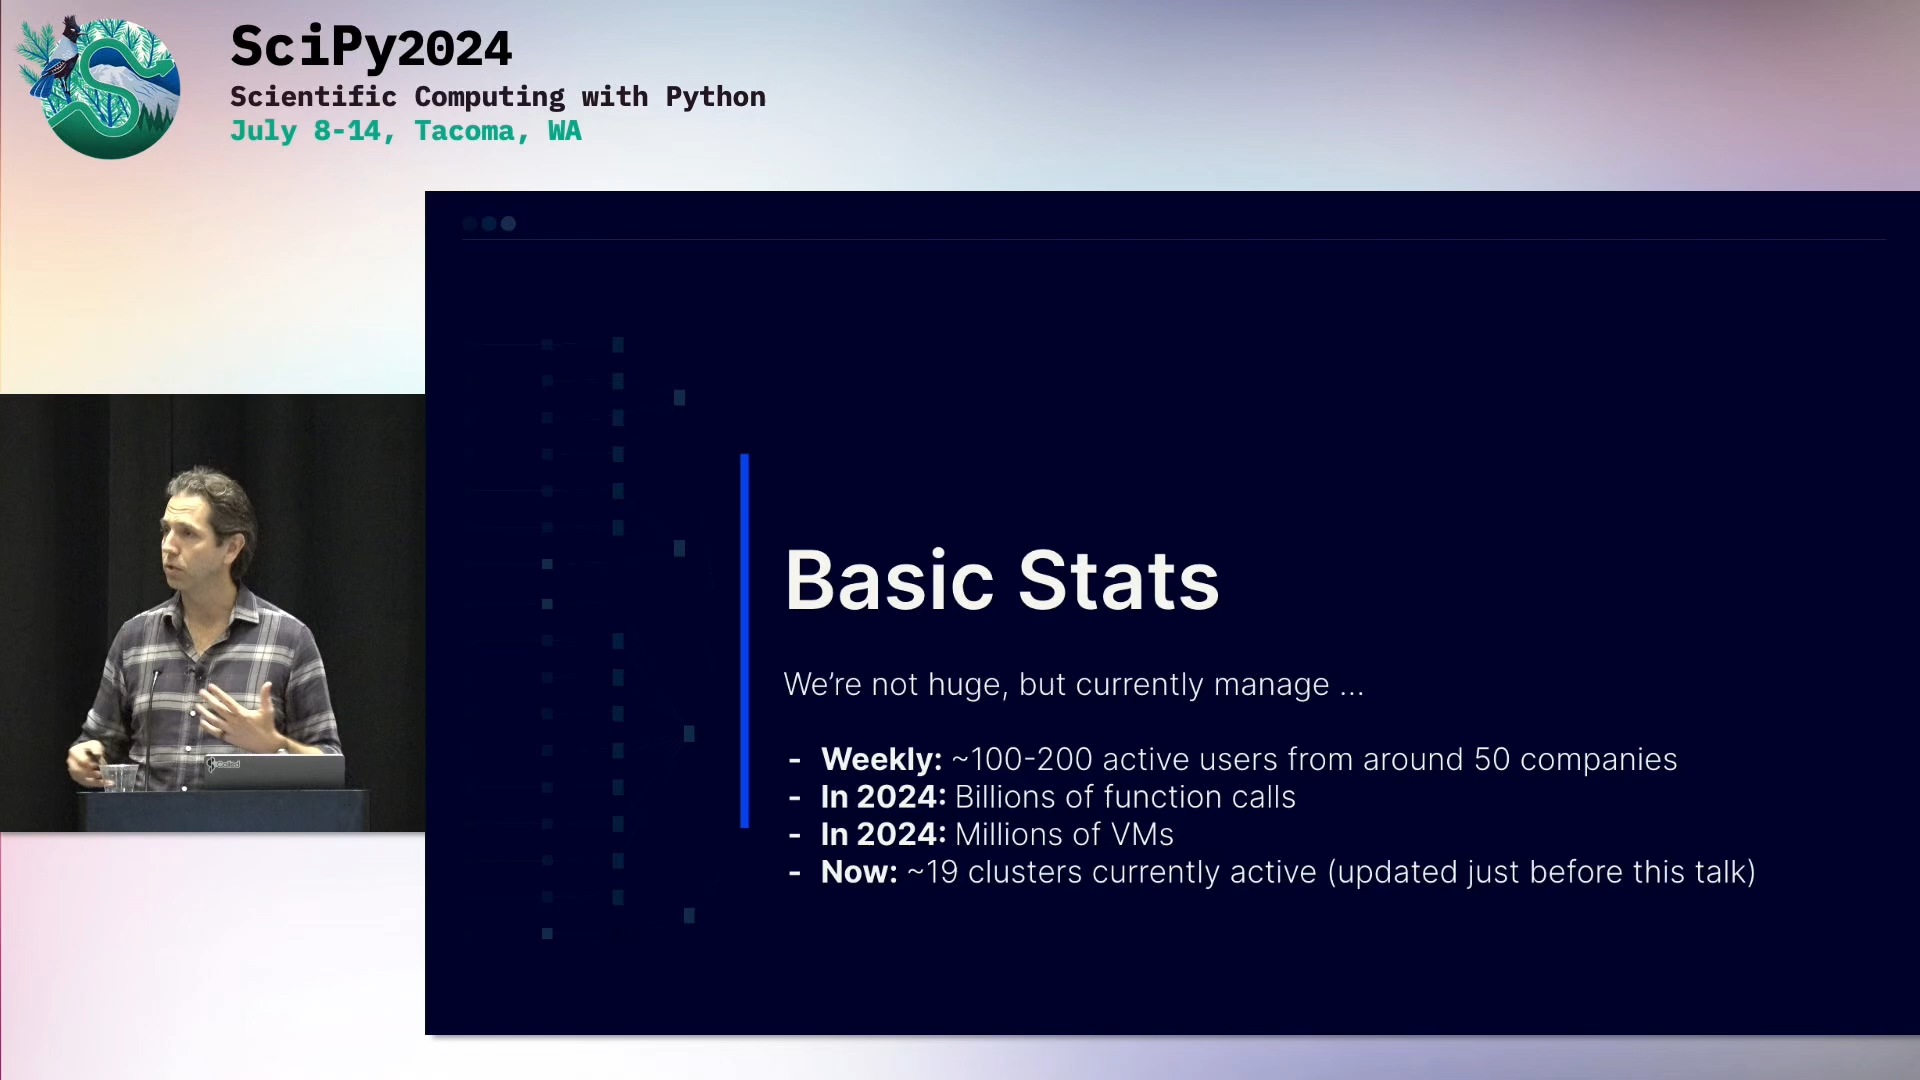 SciPy2024
Scientific Computing with Python
July 8-14, Tacoma, WA
Basic Stats
We’re not huge, but currently manage ...
- Weekly: ~100-200 active users from around 50 companies
- In 2024: Billions of function calls
- In 2024: Millions of VMs
- Now: ~19 clusters currently active (updated just before this talk)